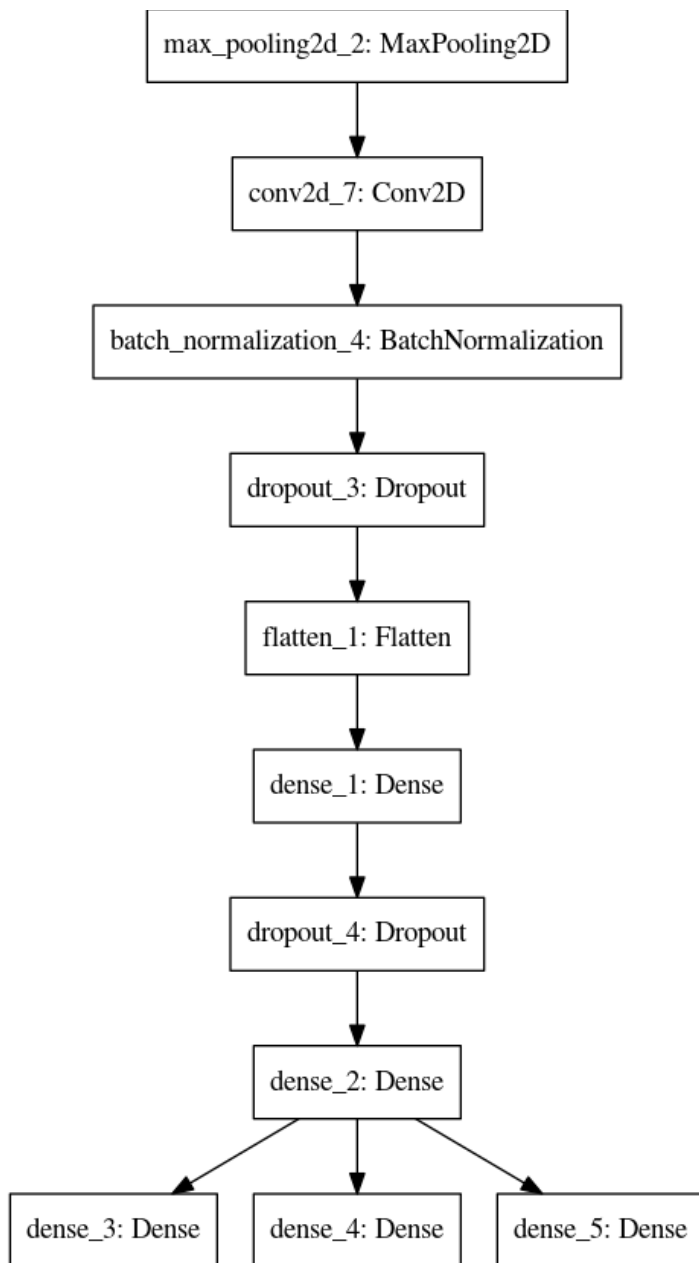 max_pooling2d_2: MaxPooling2D
conv2d_7: Conv2D
batch_normalization_4: BatchNormalization
dropout_3: Dropout
flatten_1: Flatten
dense_1: Dense
dropout_4: Dropout
dense_2: Dense
dense_3: Dense
dense_4: Dense
dense_5: Dense